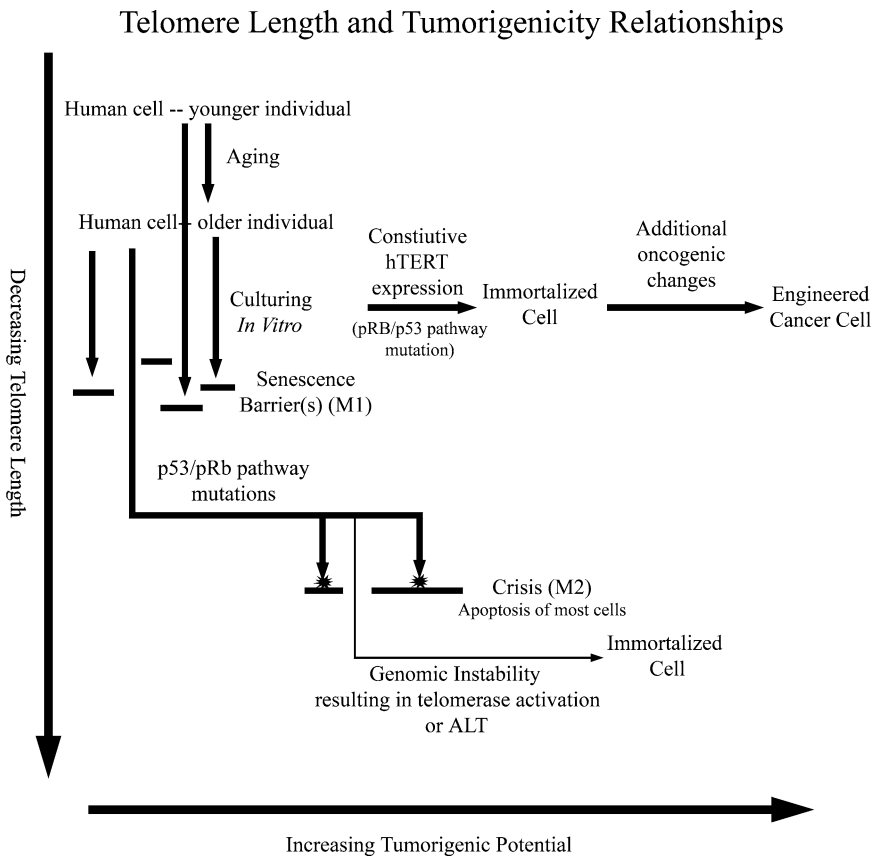 Telomere Length and Tumorigenicity Relationships
Human cell -- younger individual
Aging
Human cell-- older individual
Culturing
In Vitro
Senescence
Barrier(s) (M1)
Constiutive
hTERT
expression
(pRB/p53 pathway
mutation)
Immortalized
Cell
Additional
oncogenic
changes
Engineered
Cancer Cell
p53/pRb pathway
mutations
Crisis (M2)
Apoptosis of most cells
Immortalized
Cell
Genomic Instability
resulting in telomerase activation
or ALT
Decreasing Telomere Length
Increasing Tumorigenic Potential